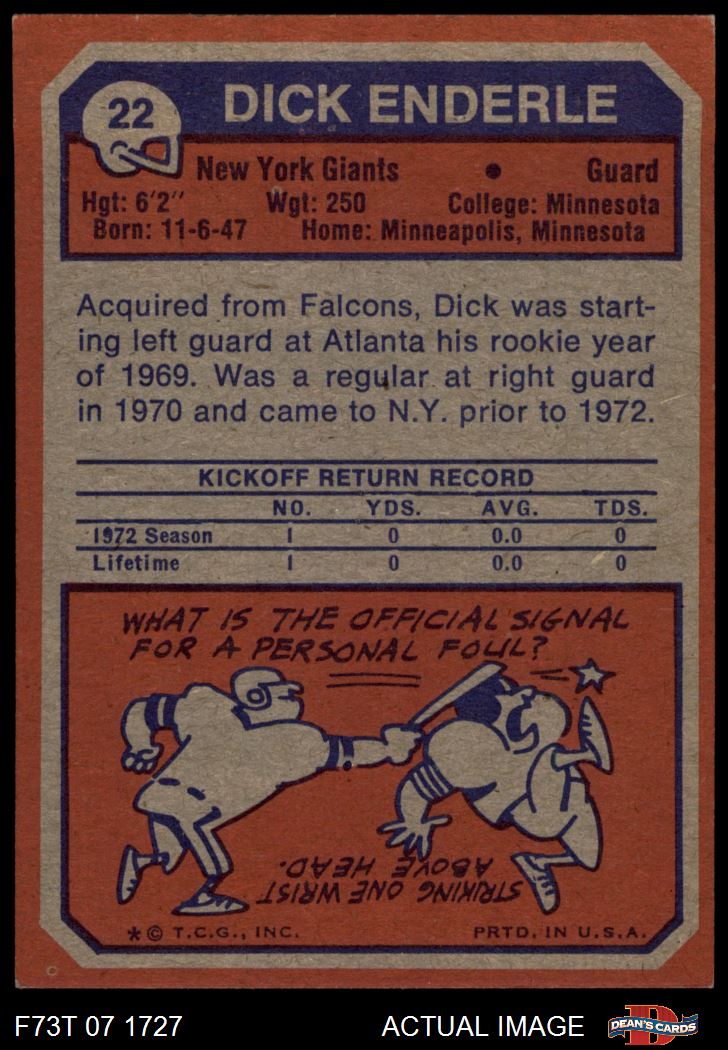 22
DICK ENDERLE
New York Giants • Guard
Hgt: 6'2" Wgt: 250 College: Minnesota
Born: 11-6-47 Home: Minneapolis, Minnesota
Acquired from Falcons, Dick was start-
ing left guard at Atlanta his rookie year
of 1969. Was a regular at right guard
in 1970 and came to N.Y. prior to 1972.
KICKOFF RETURN RECORD
NO. YDS. AVG. TDS.
1972 Season 1 0 0.0 0
Lifetime 1 0 0.0 0
WHAT IS THE OFFICIAL SIGNAL
FOR A PERSONAL FOUL?
STRIKING ONE WRIST
ABOVE HEAD.
* © T.C.G., INC. PRTD. IN U.S.A.
F73T 07 1727 ACTUAL IMAGE
D
DEAN'S CARDS